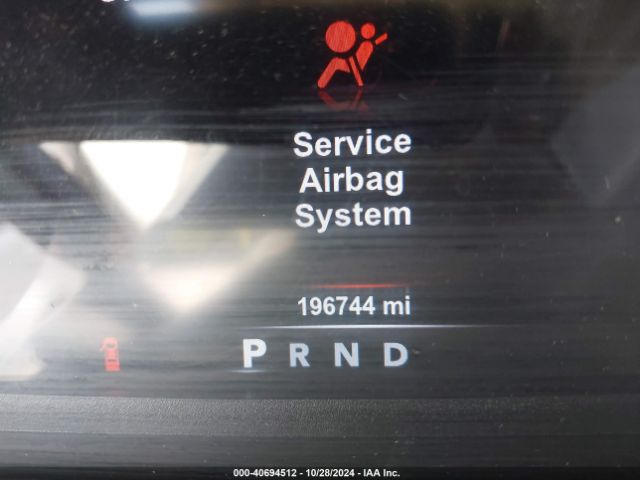 Service
Airbag
System
196744 mi
P R N D
000-40694512 - 10/28/2024 - IAA Inc.